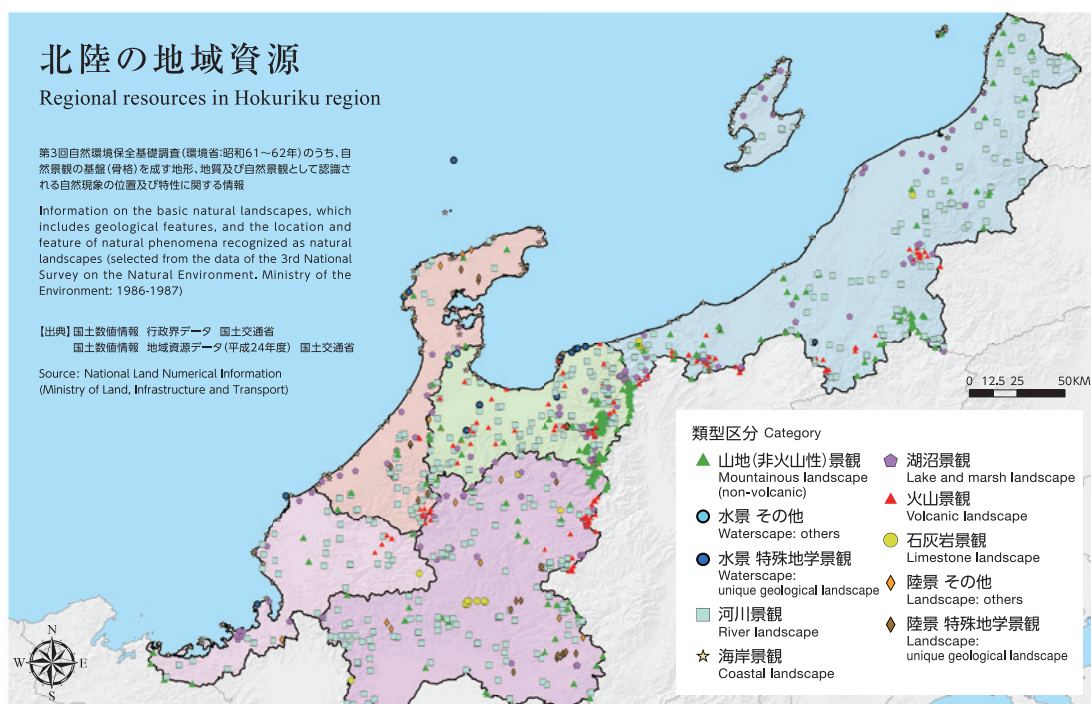 北陸の地域資源
Regional resources in Hokuriku region
第3回自然環境保全基礎調査(環境省:昭和61〜62年)のうち、自
然景観の基盤(骨格)を成す地形、地質及び自然景観として認識さ
れる自然現象の位置及び特性に関する情報
Information on the basic natural landscapes, which
includes geological features, and the location and
feature of natural phenomena recognized as natural
landscapes (selected from the data of the 3rd National
Survey on the Natural Environment. Ministry of the
Environment: 1986-1987)
【出典】国土数値情報 行政界データ 国土交通省
国土数値情報 地域資源データ(平成24年度) 国土交通省
Source: National Land Numerical Information
(Ministry of Land, Infrastructure and Transport)
N
W E
S
0 12.5 25 50KM
類型区分 Category
山地(非火山性)景観
Mountainous landscape
(non-volcanic)
水景 その他
Waterscape: others
水景 特殊地学景観
Waterscape:
unique geological landscape
河川景観
River landscape
海岸景観
Coastal landscape
湖沼景観
Lake and marsh landscape
火山景観
Volcanic landscape
石灰岩景観
Limestone landscape
陸景 その他
Landscape: others
陸景 特殊地学景観
Landscape:
unique geological landscape